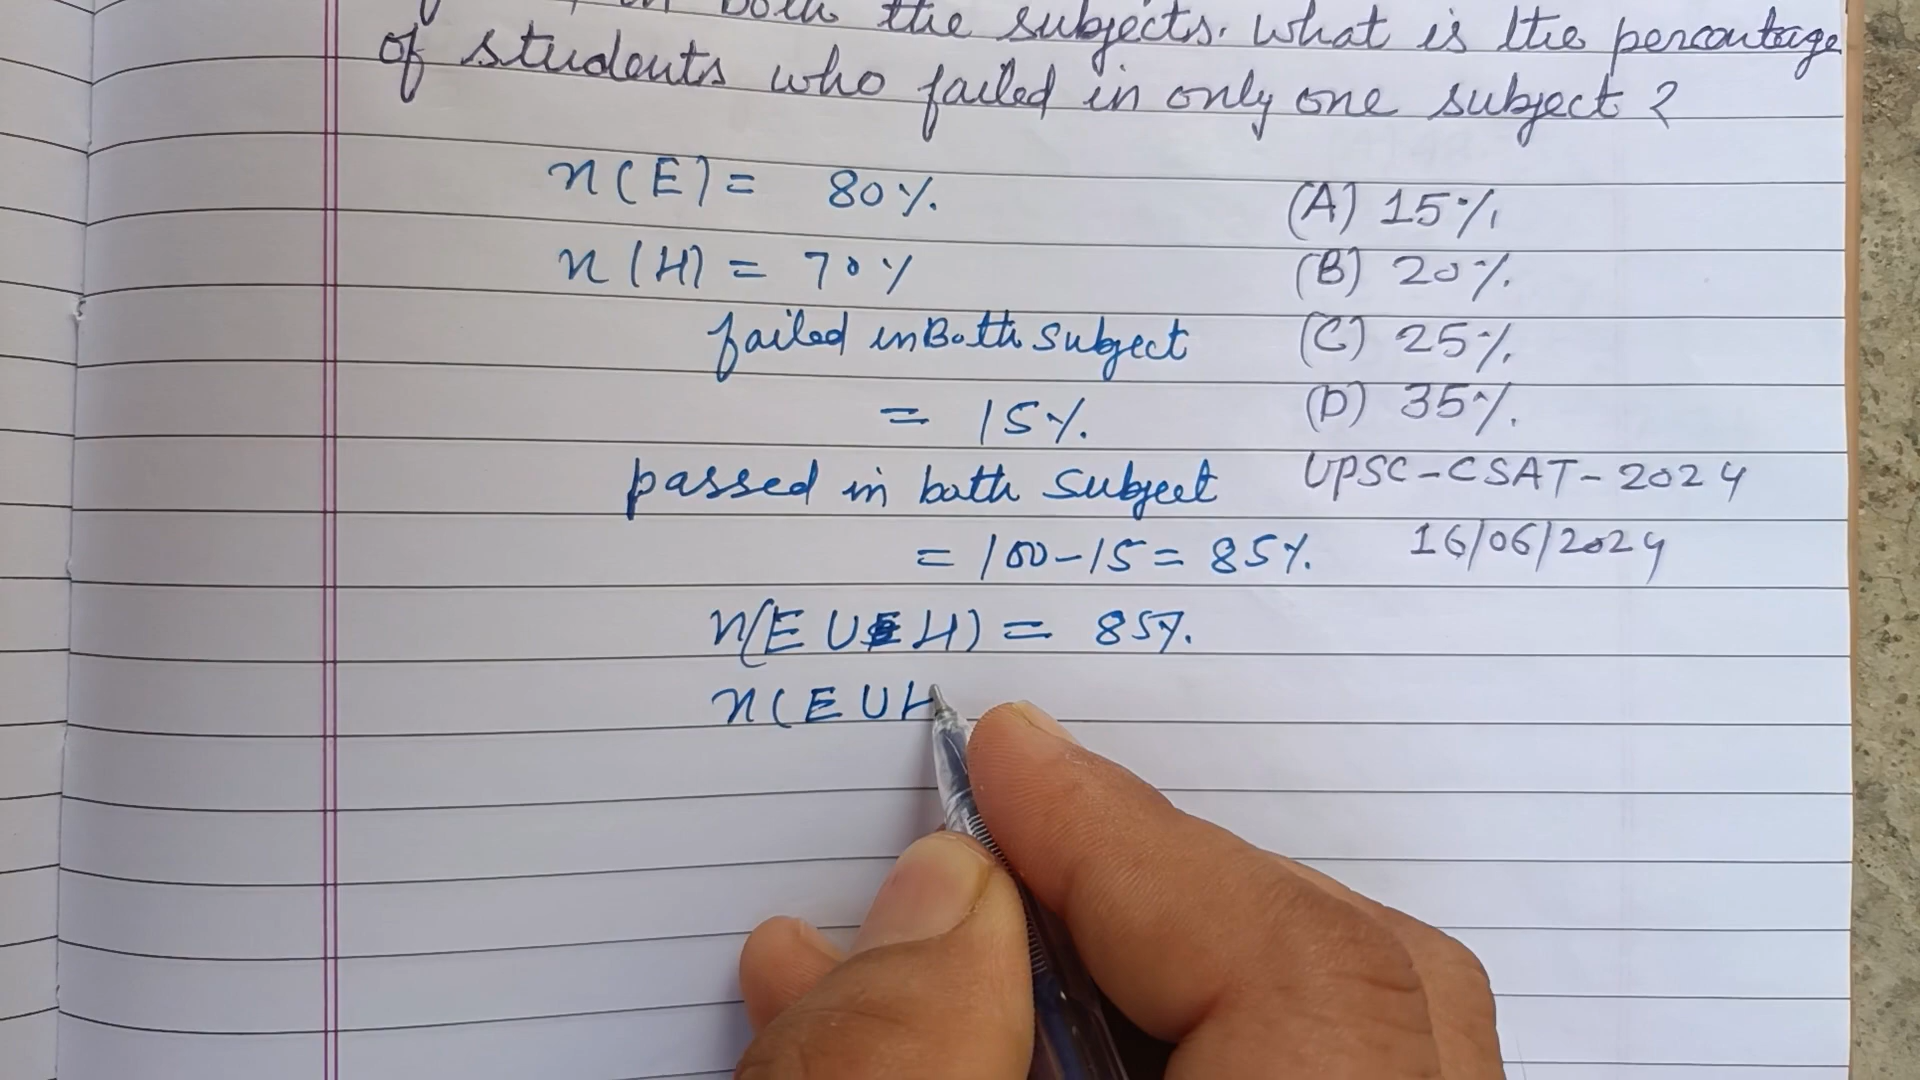 in both the subjects. What is the percentage
of students who failed in only one subject ?
n(E) = 80%.
(A) 15%
n(H) = 70%
(B) 20%.
failed in Both subject
(C) 25%.
= 15%.
(D) 35%.
passed in both subject
UPSC-CSAT-2024
= 100-15 = 85%.
16/06/2024
n(E U H) = 85%.
n(E U H